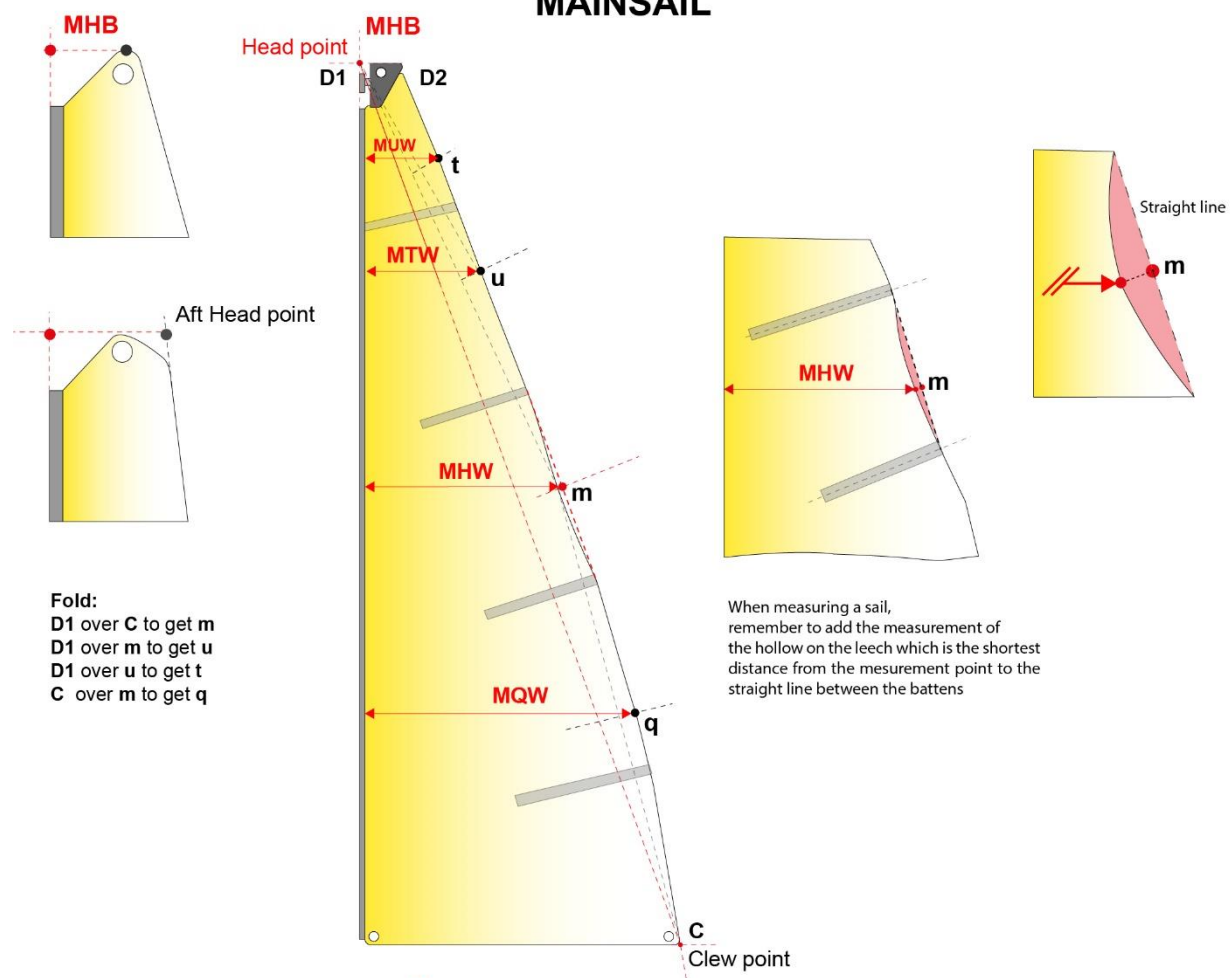 MAINSAIL
MHB
MHB
Head point
D1
D2
MUW
t
Straight line
MTW
m
u
Aft Head point
MHW
m
MHW
m
Fold:
D1 over C to get m
D1 over m to get u
D1 over u to get t
C over m to get q
When measuring a sail,
remember to add the measurement of
the hollow on the leech which is the shortest
distance from the mesurement point to the
straight line between the battens
MQW
q
C
Clew point